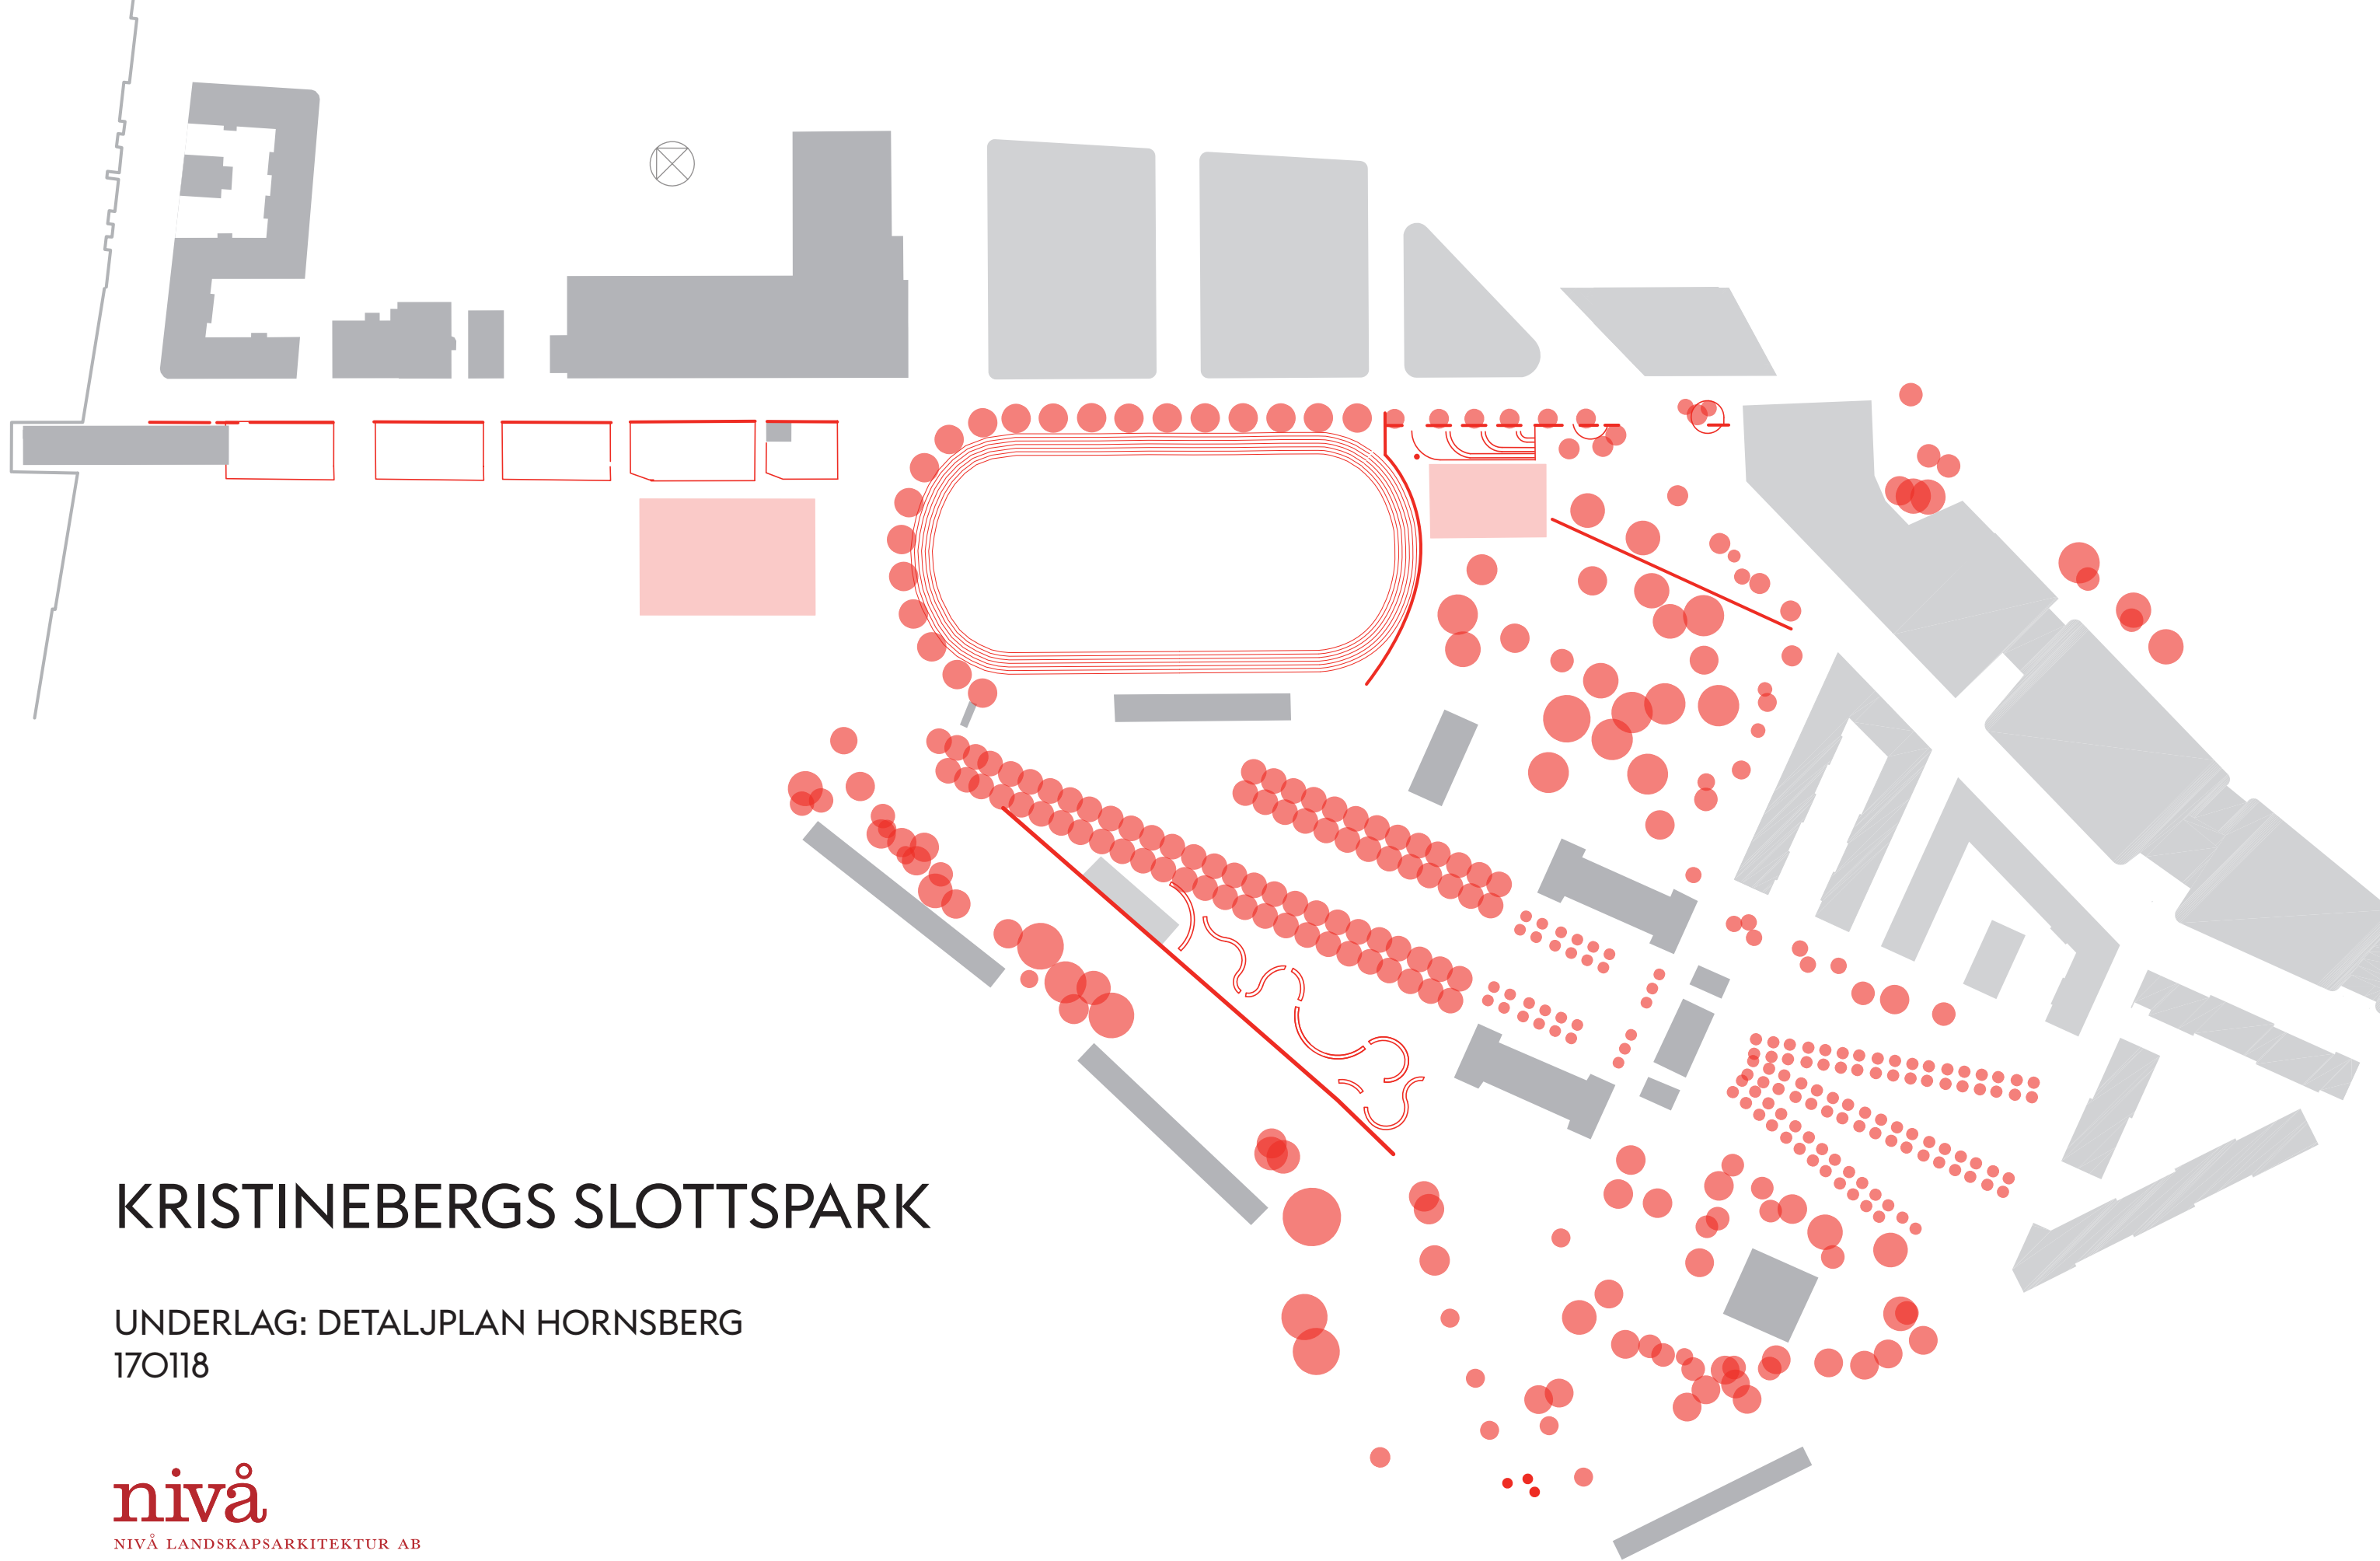 KRISTINEBERGS SLOTTSPARK
UNDERLAG: DETALJPLAN HORNSBERG
170118
nivå
NIVÅ LANDSKAPSARKITEKTUR AB